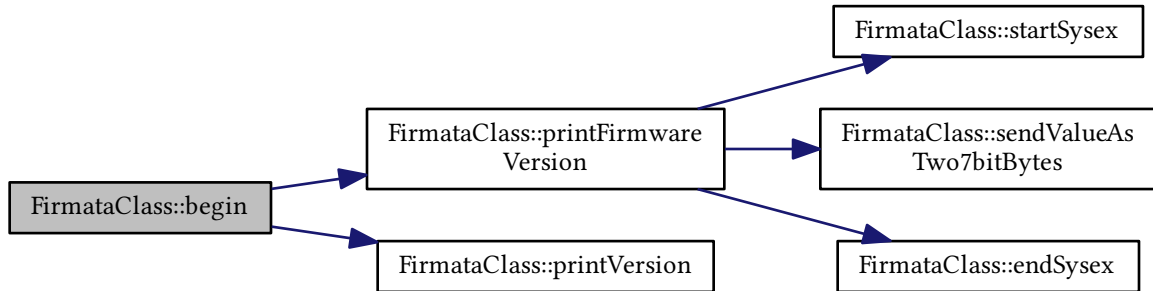 FirmataClass::startSysex
FirmataClass::printFirmware
Version
FirmataClass::sendValueAs
Two7bitBytes
FirmataClass::begin
FirmataClass::printVersion
FirmataClass::endSysex